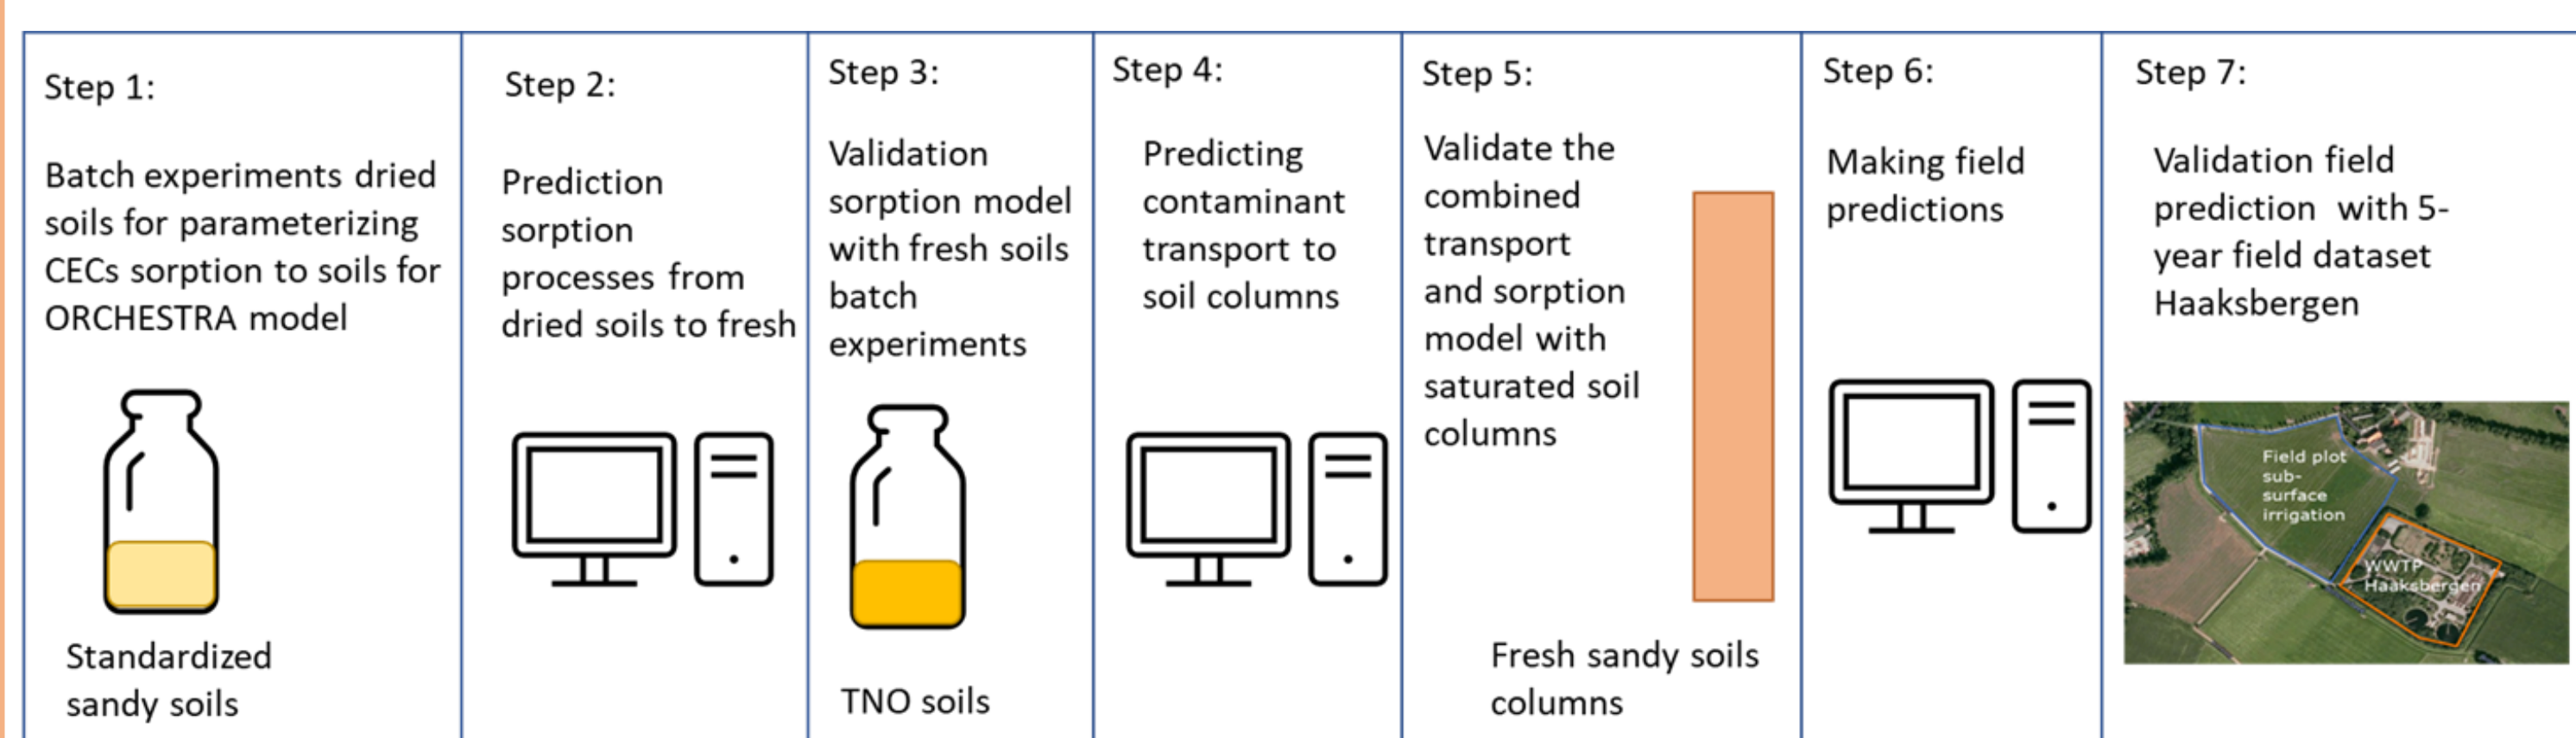 Step 1:
Batch experiments dried
soils for parameterizing
CECs sorption to soils for
ORCHESTRA model
Standardized
sandy soils
Step 2:
Prediction
sorption
processes from
dried soils to fresh
Step 3:
Validation
sorption model
with fresh soils
batch
experiments
TNO soils
Step 4:
Predicting
contaminant
transport to
soil columns
Step 5:
Validate the
combined
transport
and sorption
model with
saturated soil
columns
Fresh sandy soils
columns
Step 6:
Making field
predictions
Step 7:
Validation field
prediction with 5-
year field dataset
Haaksbergen
Field plot
sub-
surface
irrigation
WWTP
Haaksbergen